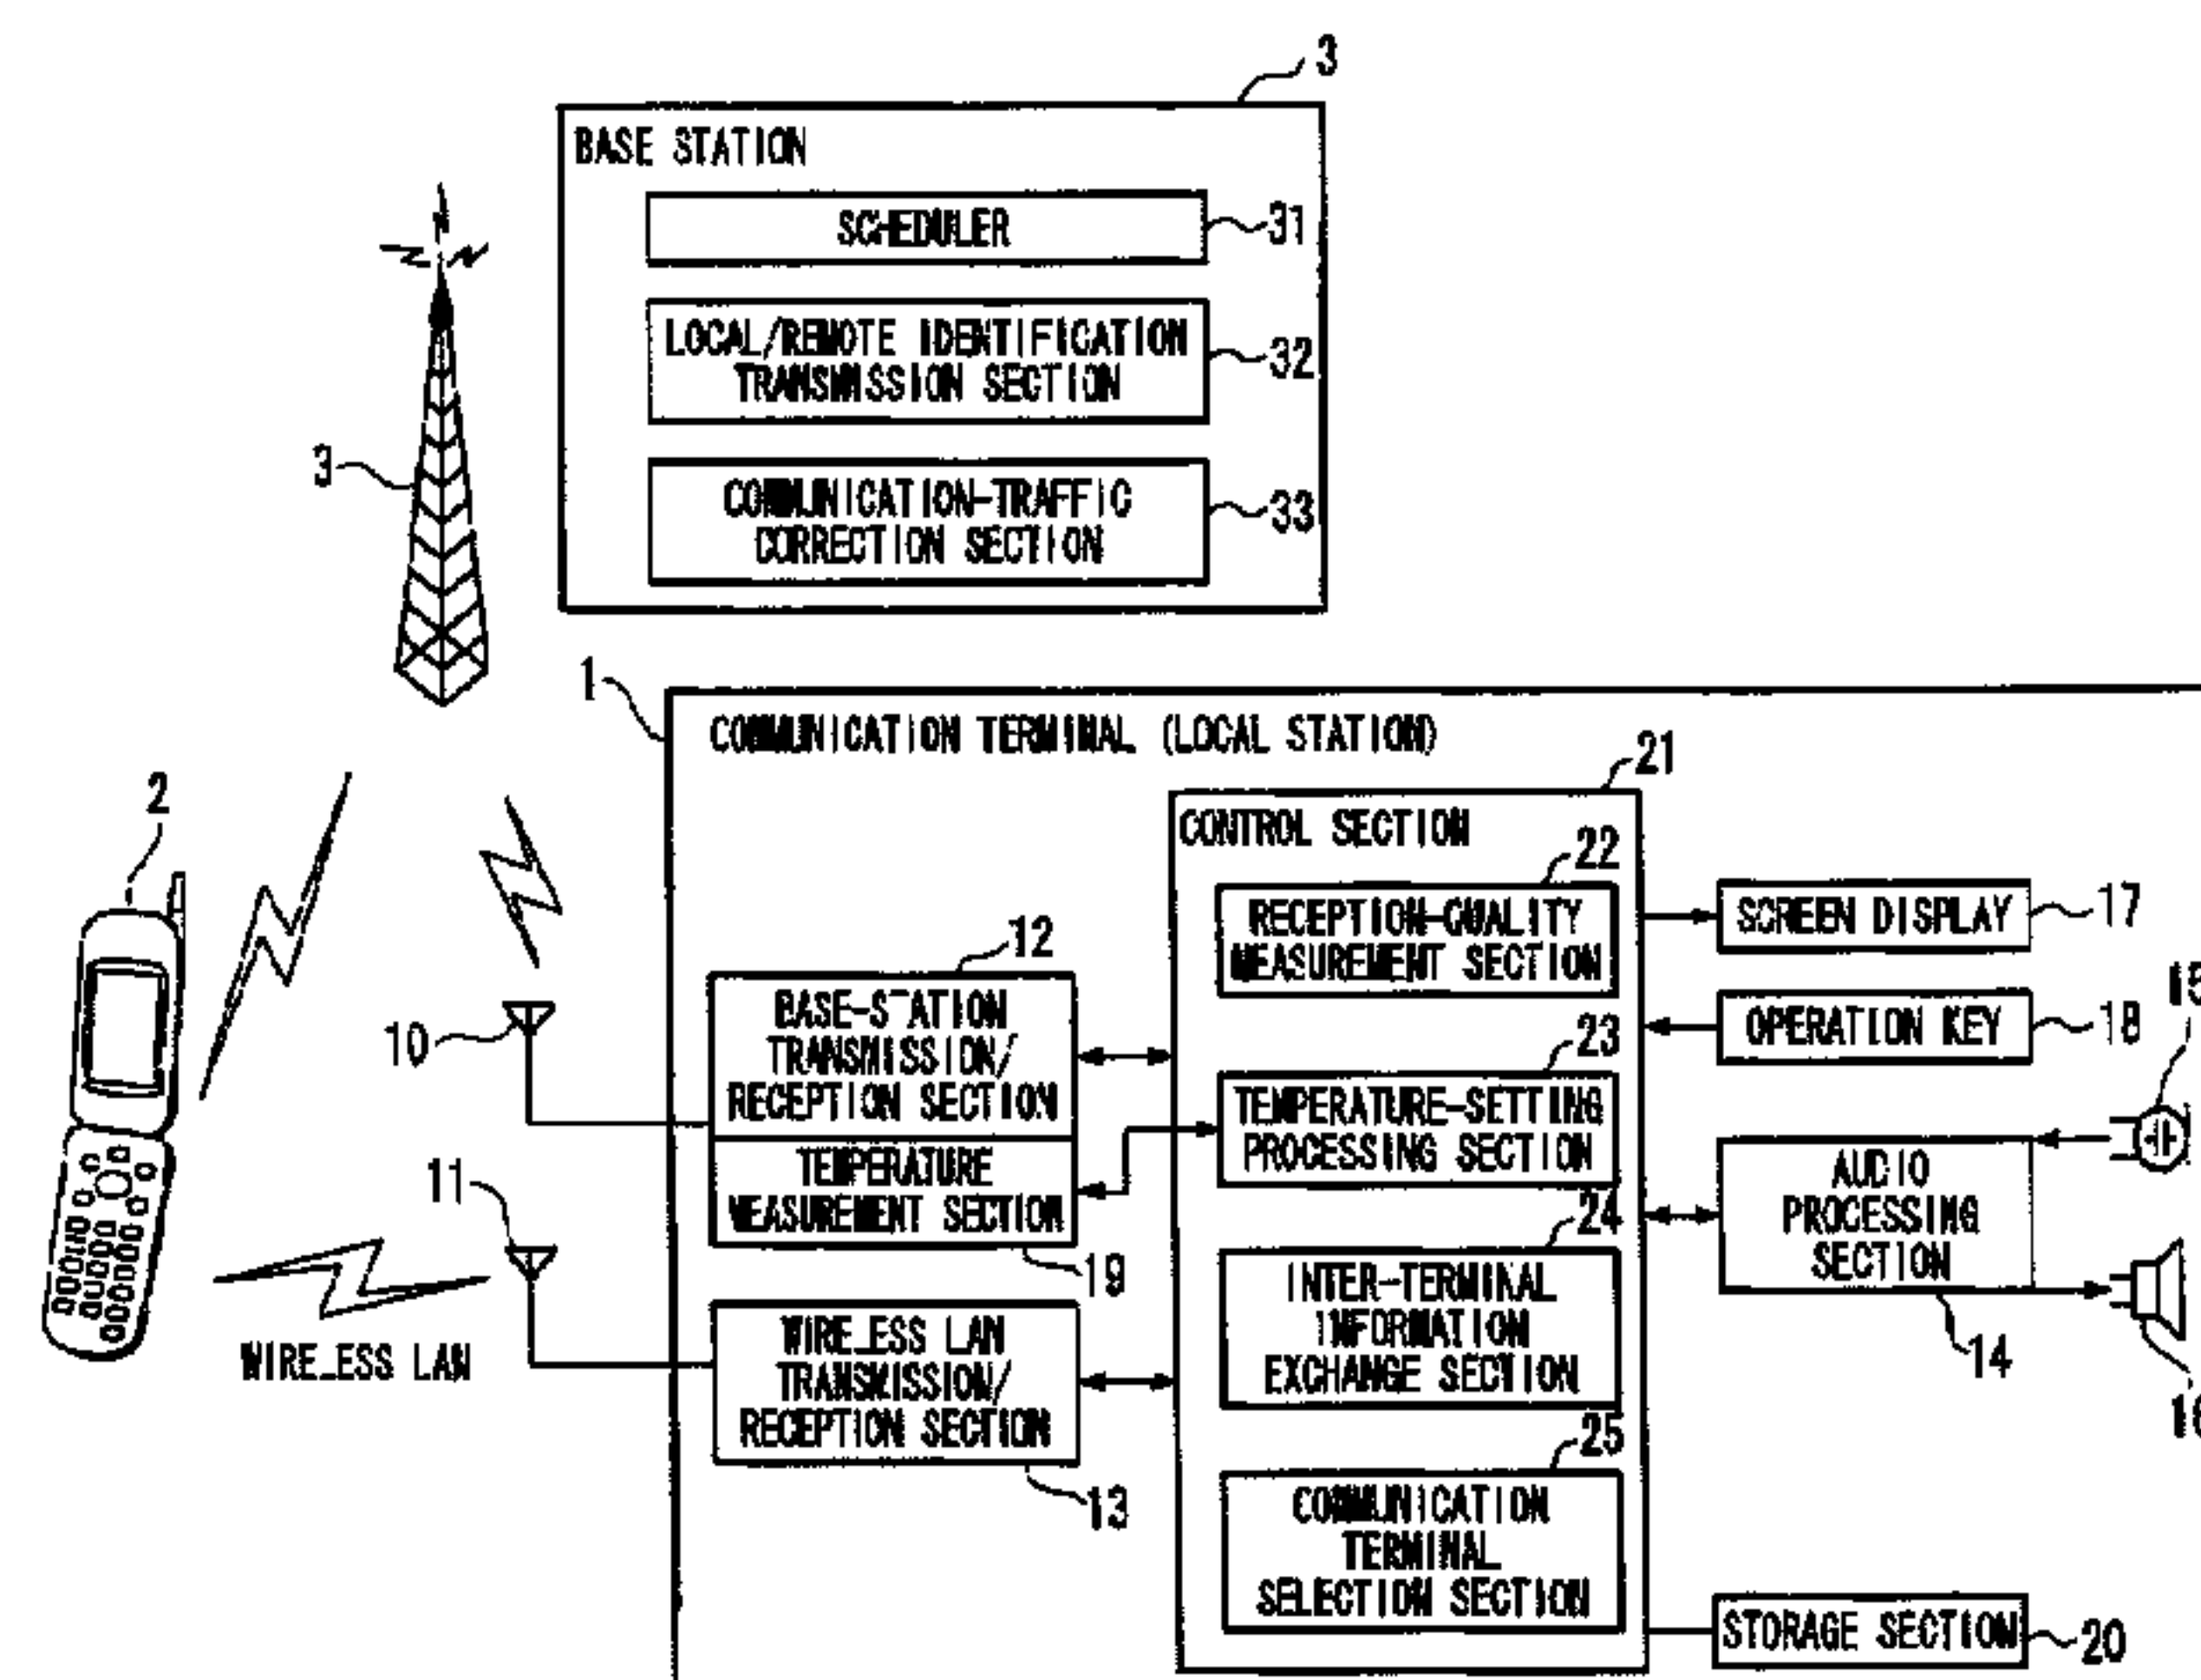 3
BASE STATION
SCHEDULER
31
LOCAL/REMOTE IDENTIFICATION
TRANSMISSION SECTION
32
3
COMMUNICATION-TRAFFIC
CORRECTION SECTION
33
1
COMMUNICATION TERMINAL (LOCAL STATION)
21
2
CONTROL SECTION
22
RECEPTION-QUALITY
MEASUREMENT SECTION
SCREEN DISPLAY
17
12
BASE-STATION
TRANSMISSION/
RECEPTION SECTION
10
OPERATION KEY
18
15
23
TEMPERATURE-SETTING
PROCESSING SECTION
TEMPERATURE
MEASUREMENT SECTION
19
11
AUDIO
PROCESSING
SECTION
14
16
24
INTER-TERMINAL
INFORMATION
EXCHANGE SECTION
WIRELESS LAN
WIRELESS LAN
TRANSMISSION/
RECEPTION SECTION
13
25
COMMUNICATION
TERMINAL
SELECTION SECTION
STORAGE SECTION
20